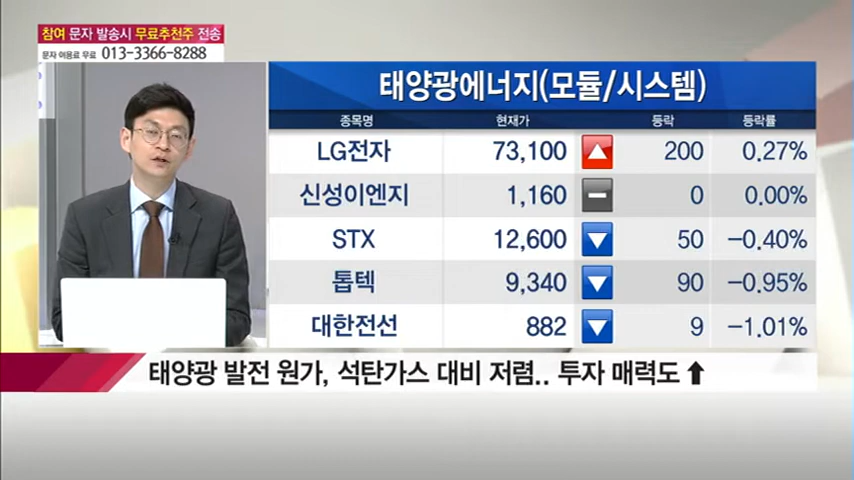 참여 문자 발송시 무료추천주 전송
문자 이용료 무료 013-3366-8288
태양광에너지(모듈/시스템)
종목명 현재가 등락 등락률
LG전자 73,100 ▲ 200 0.27%
신성이엔지 1,160 － 0 0.00%
STX 12,600 ▼ 50 -0.40%
톱텍 9,340 ▼ 90 -0.95%
대한전선 882 ▼ 9 -1.01%
태양광 발전 원가, 석탄가스 대비 저렴.. 투자 매력도 ↑